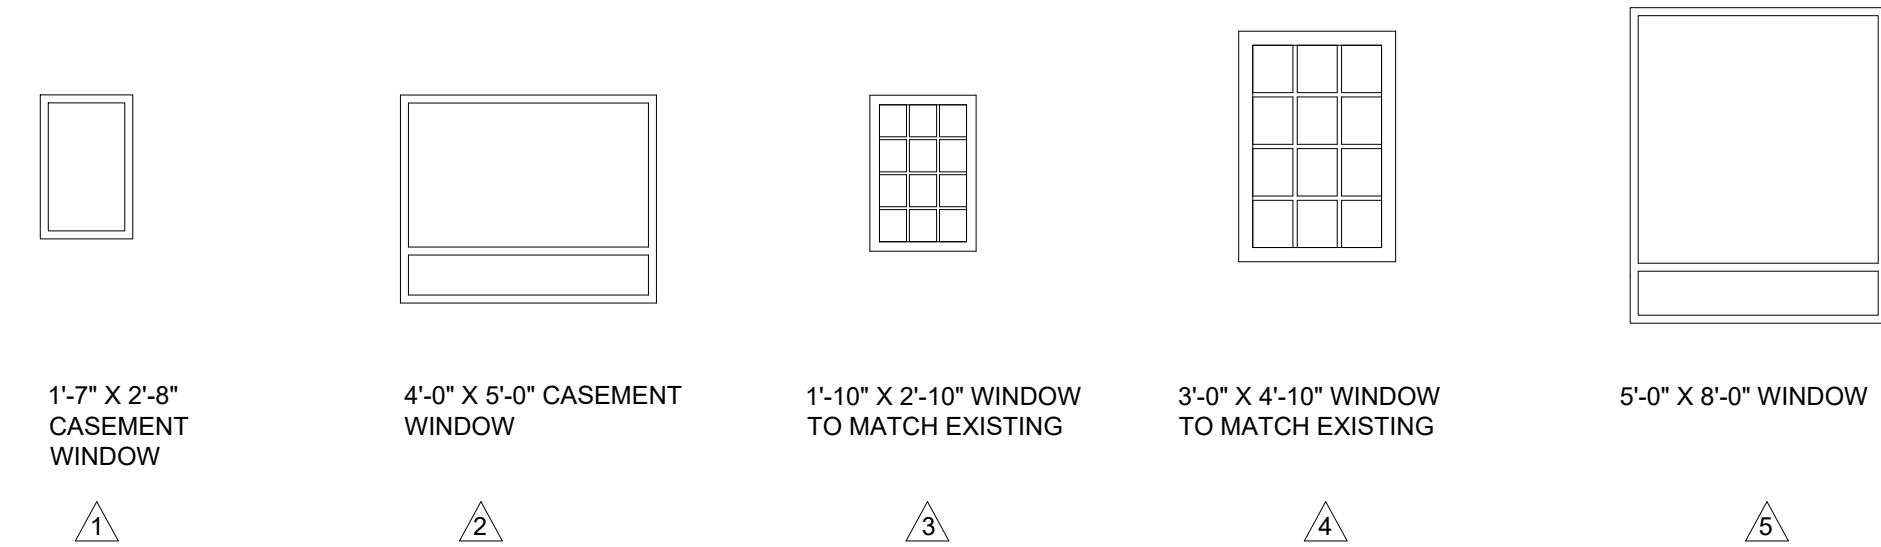 1'-7" X 2'-8"
CASEMENT
WINDOW
1
4'-0" X 5'-0" CASEMENT
WINDOW
2
1'-10" X 2'-10" WINDOW
TO MATCH EXISTING
3
3'-0" X 4'-10" WINDOW
TO MATCH EXISTING
4
5'-0" X 8'-0" WINDOW
5